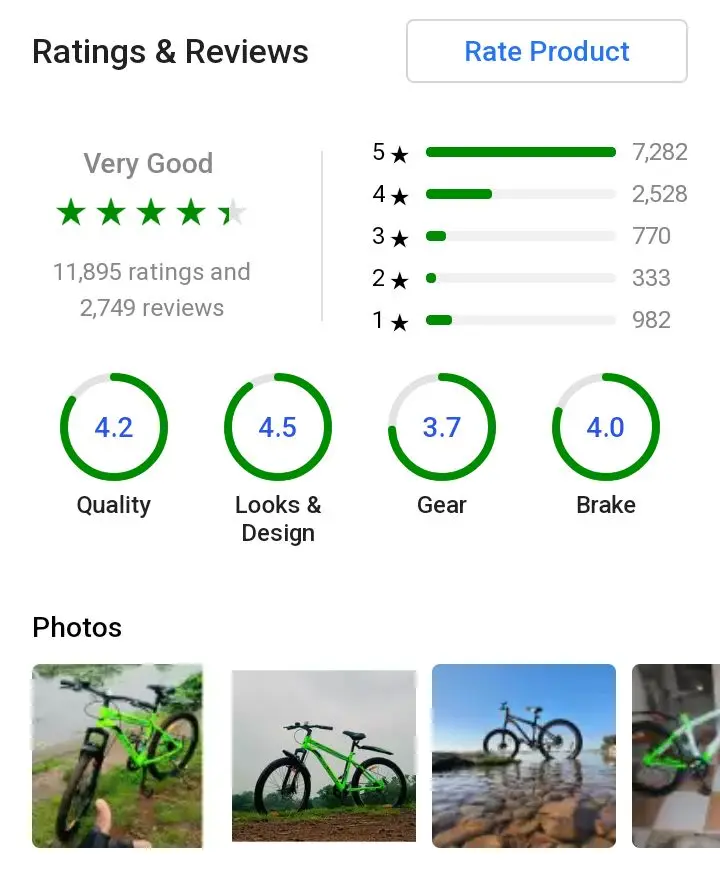 Ratings & Reviews
Rate Product
Very Good
11,895 ratings and
2,749 reviews
5★ 7,282
4★ 2,528
3★ 770
2★ 333
1★ 982
4.2
Quality
4.5
Looks &
Design
3.7
Gear
4.0
Brake
Photos